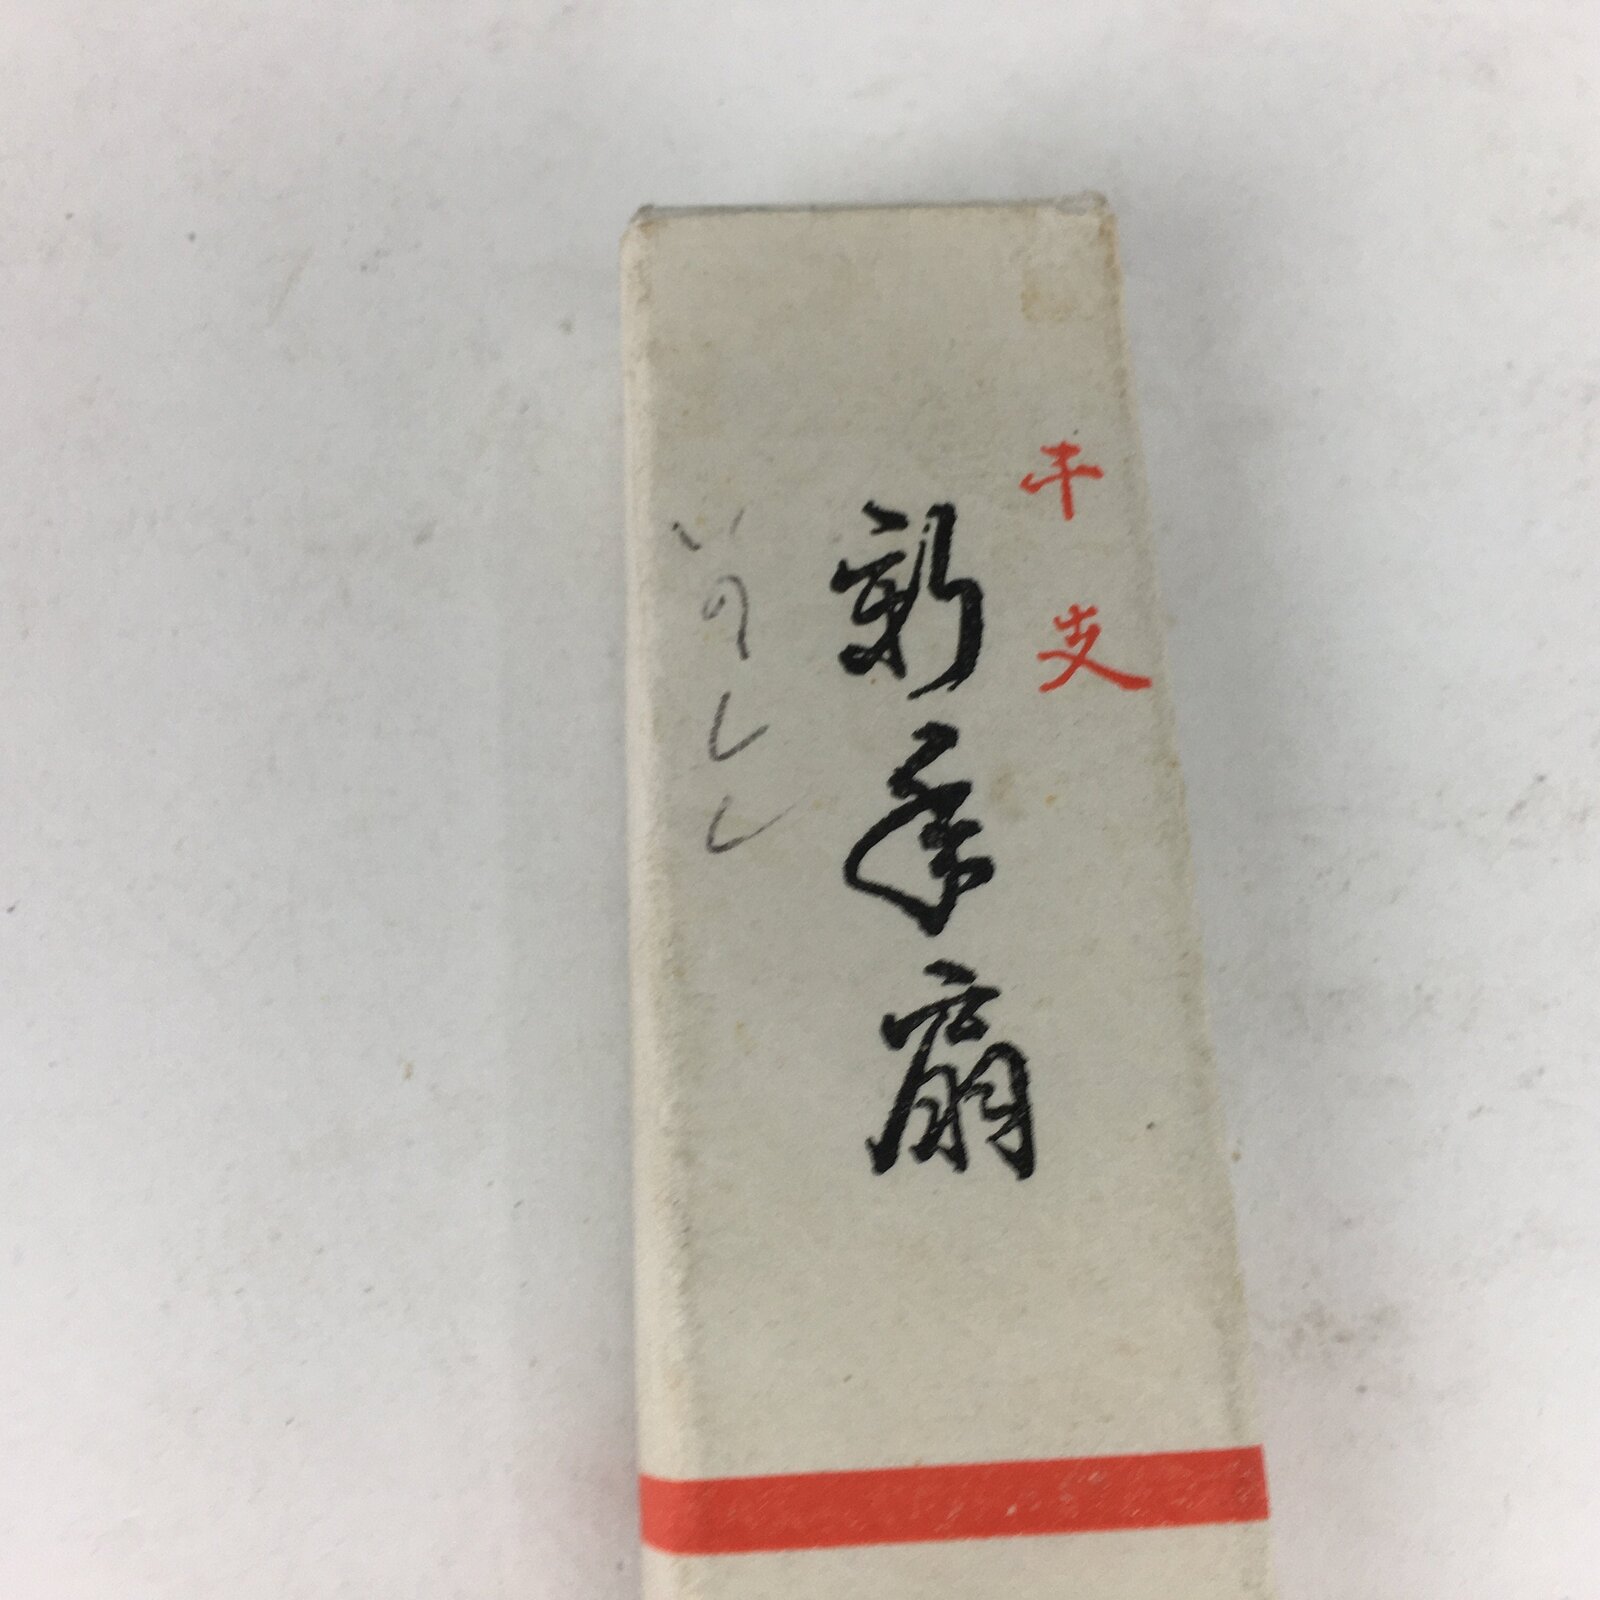 干支
新年扇
いのしし